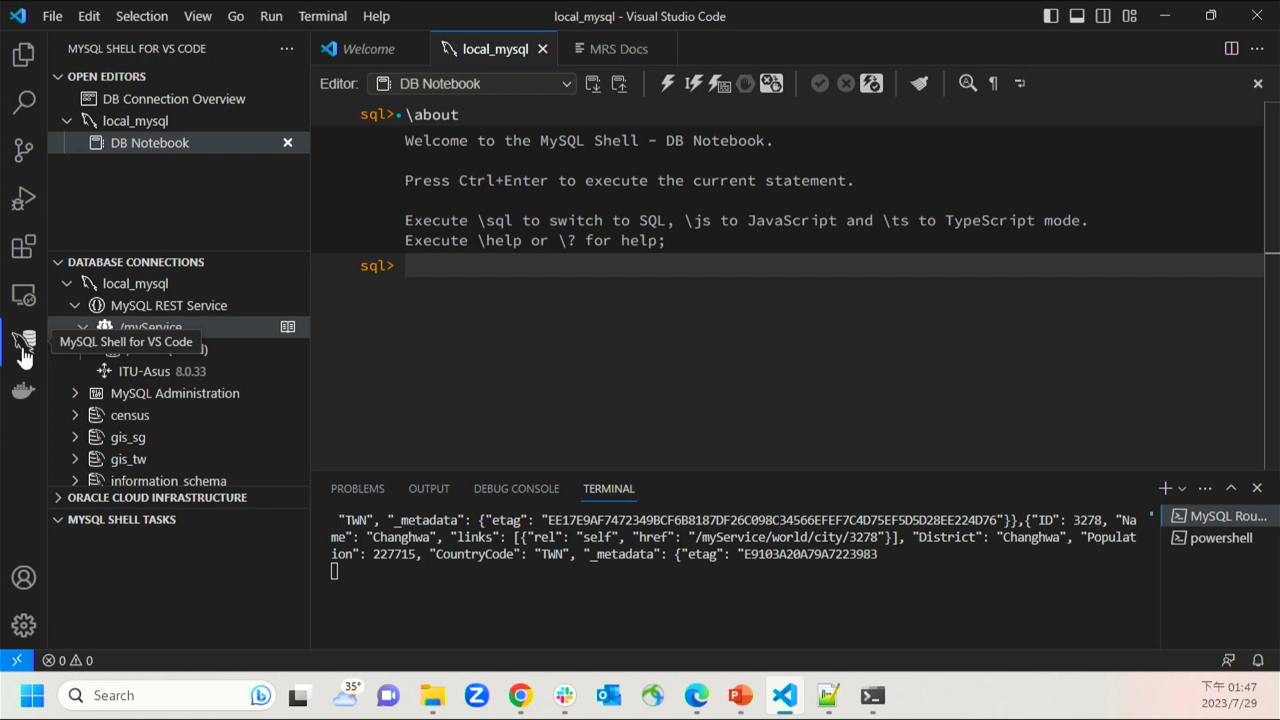 File Edit Selection View Go Run Terminal Help
local_mysql - Visual Studio Code
MYSQL SHELL FOR VS CODE
Welcome
local_mysql
MRS Docs
OPEN EDITORS
DB Connection Overview
local_mysql
DB Notebook
Editor:
DB Notebook
sql> \about
Welcome to the MySQL Shell - DB Notebook.
Press Ctrl+Enter to execute the current statement.
Execute \sql to switch to SQL, \js to JavaScript and \ts to TypeScript mode.
Execute \help or \? for help;
sql>
DATABASE CONNECTIONS
local_mysql
MySQL REST Service
/myService
MySQL Shell for VS Code
ITU-Asus 8.0.33
MySQL Administration
census
gis_sg
gis_tw
information_schema
ORACLE CLOUD INFRASTRUCTURE
MYSQL SHELL TASKS
PROBLEMS
OUTPUT
DEBUG CONSOLE
TERMINAL
"TWN", "_metadata": {"etag": "EE17E9AF7472349BCF6B8187DF26C098C34566EFEF7C4D75EF5D5D28EE224D76"}},{"ID": 3278, "Na
me": "Changhwa", "links": [{"rel": "self", "href": "/myService/world/city/3278"}], "District": "Changhwa", "Populat
ion": 227715, "CountryCode": "TWN", "_metadata": {"etag": "E9103A20A79A7223983
MySQL Rou...
powershell
0 0
Search
35°
下午 01:47
2023/7/29